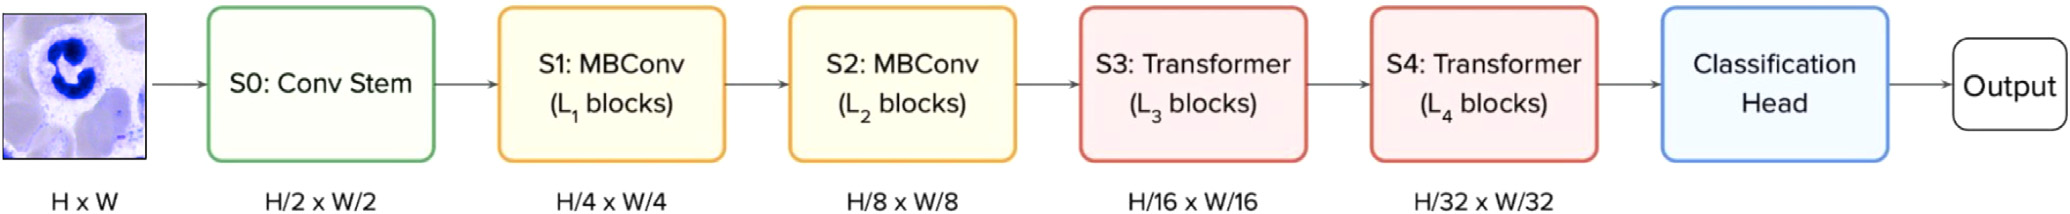 S0: Conv Stem
S1: MBConv
(L1 blocks)
S2: MBConv
(L2 blocks)
S3: Transformer
(L3 blocks)
S4: Transformer
(L4 blocks)
Classification
Head
Output
H x W
H/2 x W/2
H/4 x W/4
H/8 x W/8
H/16 x W/16
H/32 x W/32